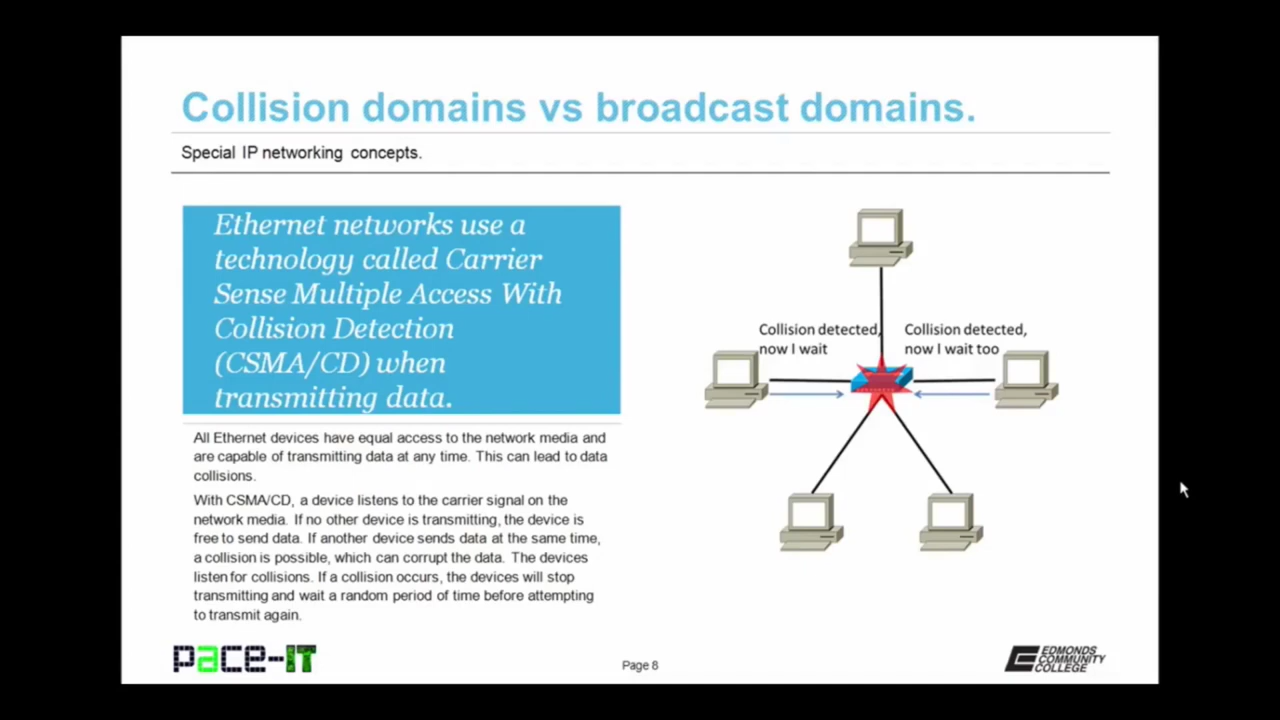 Collision domains vs broadcast domains.
Special IP networking concepts.
Ethernet networks use a
technology called Carrier
Sense Multiple Access With
Collision Detection
(CSMA/CD) when
transmitting data.
All Ethernet devices have equal access to the network media and
are capable of transmitting data at any time. This can lead to data
collisions.
With CSMA/CD, a device listens to the carrier signal on the
network media. If no other device is transmitting, the device is
free to send data. If another device sends data at the same time,
a collision is possible, which can corrupt the data. The devices
listen for collisions. If a collision occurs, the devices will stop
transmitting and wait a random period of time before attempting
to transmit again.
Collision detected,
now I wait
Collision detected,
now I wait too
pace-IT
Page 8
EDMONDS
COMMUNITY
COLLEGE